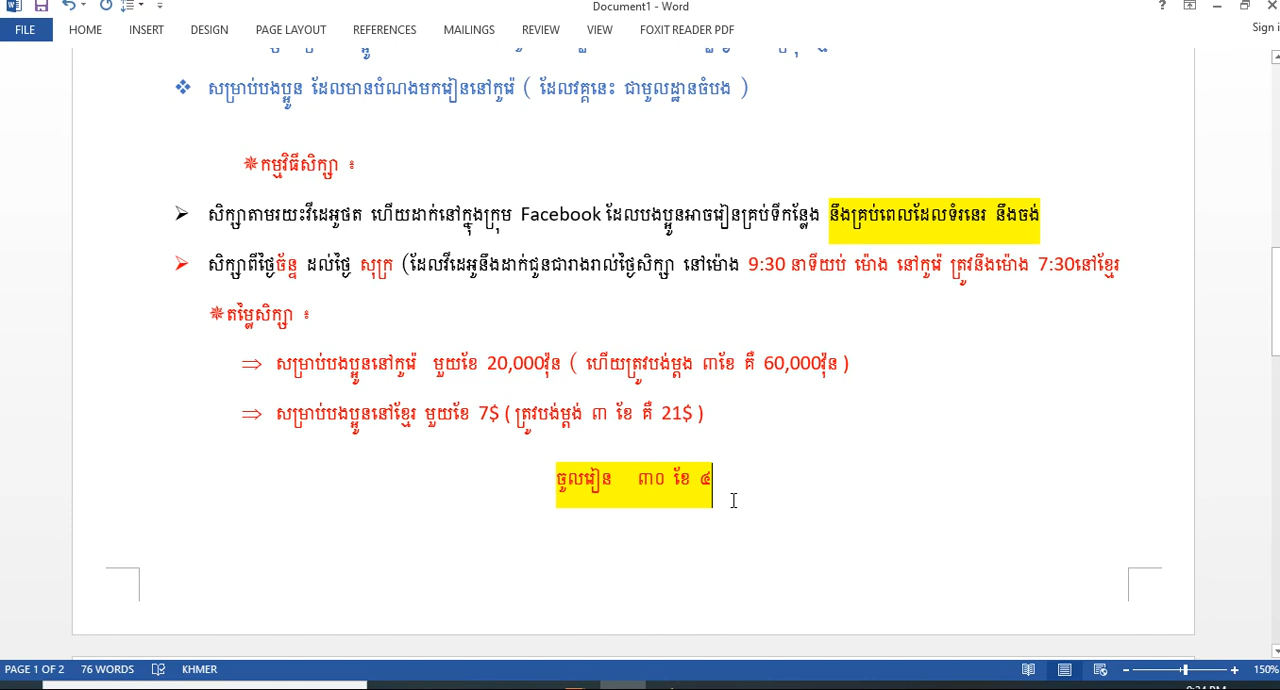 Document1 - Word
FILE HOME INSERT DESIGN PAGE LAYOUT REFERENCES MAILINGS REVIEW VIEW FOXIT READER PDF Sign i
❖ សម្រាប់បងប្អូន ដែលមានបំណងមករៀននៅកូរ៉េ ( ដែលវគ្គនេះ ជាមូលដ្ឋានចំបង )
កម្មវិធីសិក្សា ៖
➢ សិក្សាតាមរយះវីដេអូថត ហើយដាក់នៅក្នុងក្រុម Facebook ដែលបងប្អូនអាចរៀនគ្រប់ទីកន្លែង នឹងគ្រប់ពេលដែលទំរនេរ នឹងចង់
➢ សិក្សាពីថ្ងៃច័ន្ទ ដល់ថ្ងៃ សុក្រ (ដែលវីដេអូនឹងដាក់ជូនជារាងរាល់ថ្ងៃសិក្សា នៅម៉ោង 9:30 នាទីយប់ ម៉ោង នៅកូរ៉េ ត្រូវនឹងម៉ោង 7:30នៅខ្មែរ
តម្លៃសិក្សា ៖
⇒ សម្រាប់បងប្អូននៅកូរ៉េ មួយខែ 20,000វ៉ុន ( ហើយត្រូវបង់ម្តង ៣ខែ គឺ 60,000វ៉ុន )
⇒ សម្រាប់បងប្អូននៅខ្មែរ មួយខែ 7$ ( ត្រូវបង់ម្តង់ ៣ ខែ គឺ 21$ )
ចូលរៀន ៣០ ខែ ៤
PAGE 1 OF 2 76 WORDS KHMER 150%